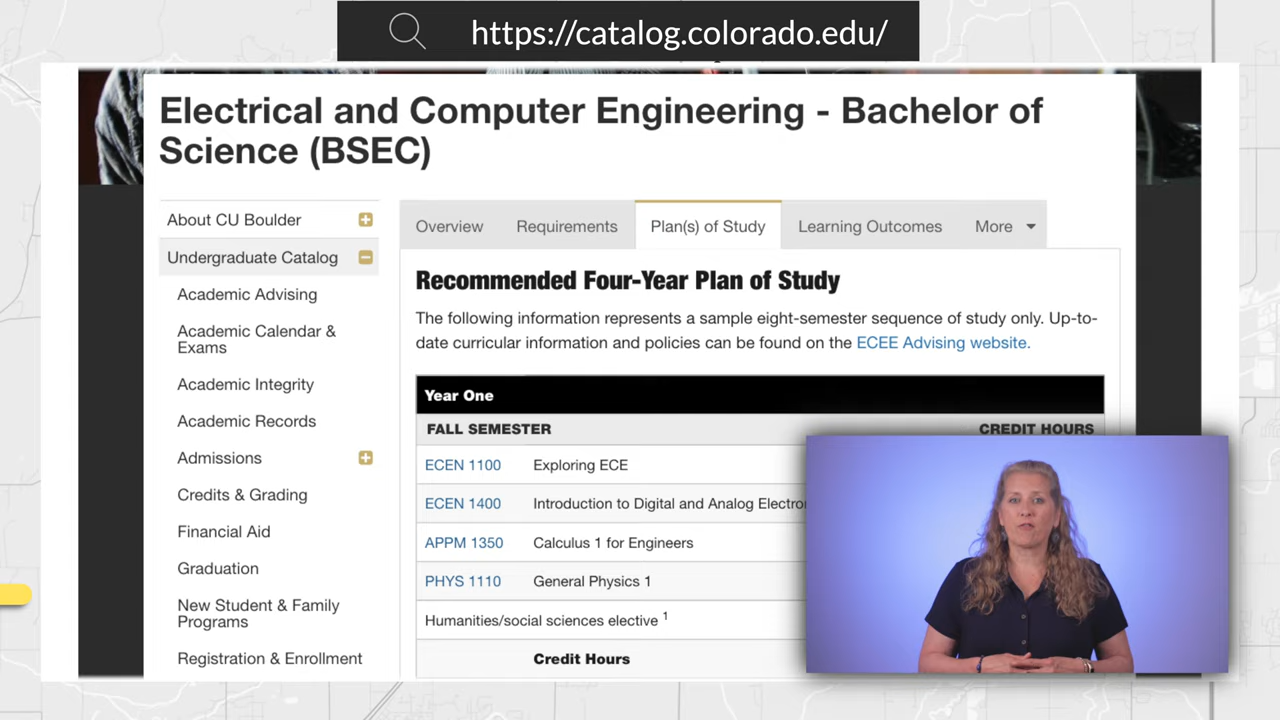 https://catalog.colorado.edu/
Electrical and Computer Engineering - Bachelor of
Science (BSEC)
About CU Boulder
Undergraduate Catalog
Academic Advising
Academic Calendar &
Exams
Academic Integrity
Academic Records
Admissions
Credits & Grading
Financial Aid
Graduation
New Student & Family
Programs
Registration & Enrollment
Overview Requirements Plan(s) of Study Learning Outcomes More
Recommended Four-Year Plan of Study
The following information represents a sample eight-semester sequence of study only. Up-to-
date curricular information and policies can be found on the ECEE Advising website.
Year One
FALL SEMESTER CREDIT HOURS
ECEN 1100 Exploring ECE
ECEN 1400 Introduction to Digital and Analog
APPM 1350 Calculus 1 for Engineers
PHYS 1110 General Physics 1
Humanities/social sciences elective 1
Credit Hours